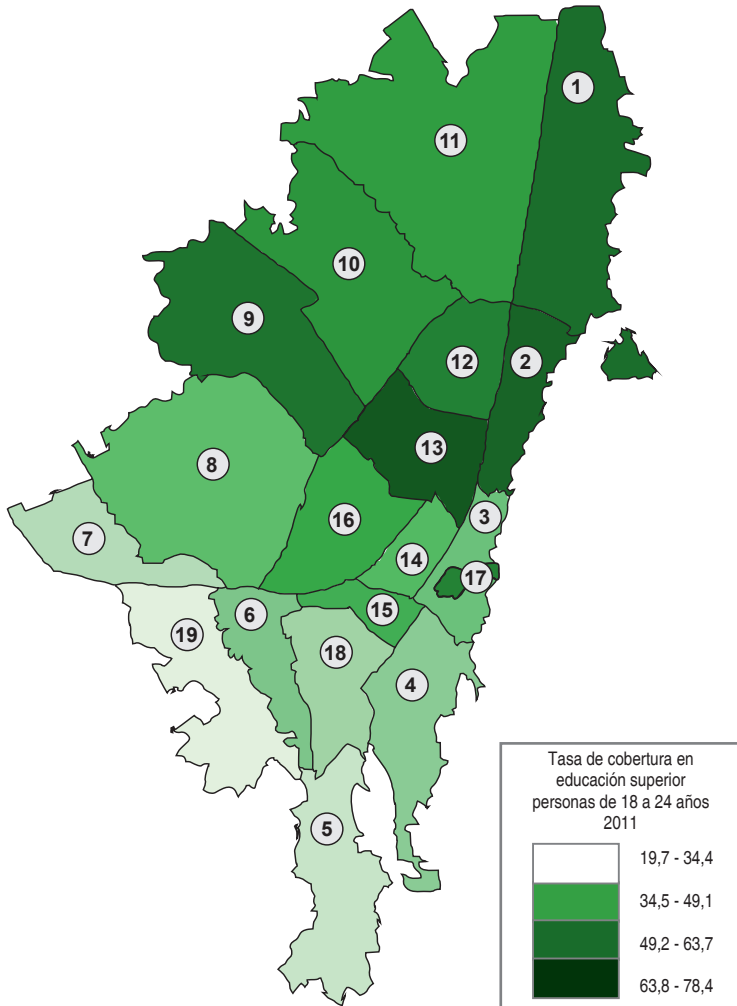 1
11
10
9
12
2
13
8
3
16
7
14
17
6
15
19
18
4
5
Tasa de cobertura en
educación superior
personas de 18 a 24 años
2011
19,7 - 34,4
34,5 - 49,1
49,2 - 63,7
63,8 - 78,4